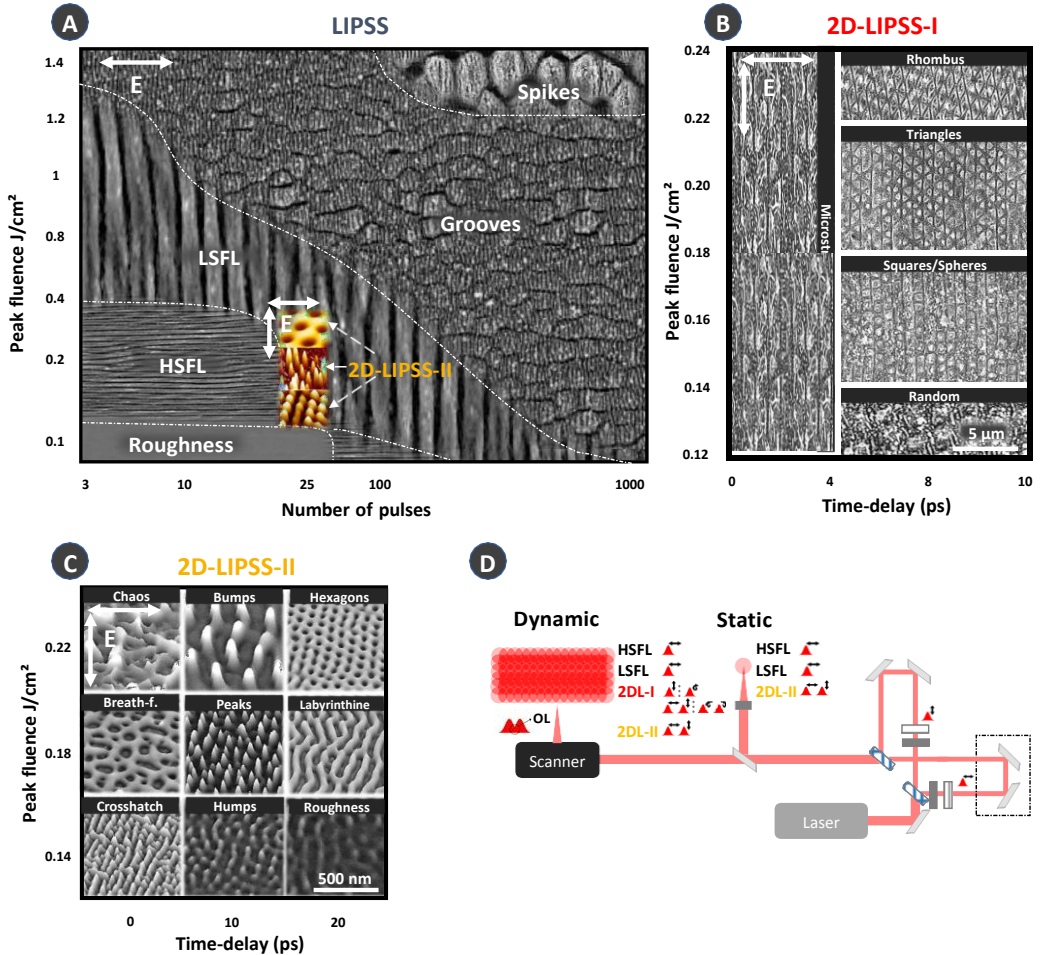 A
LIPSS
Peak fluence J/cm²
1.4
1.2
1
0.8
0.4
0.2
0.1
E
Spikes
Grooves
LSFL
E
HSFL
2D-LIPSS-II
Roughness
3
10
25
100
1000
Number of pulses
B
2D-LIPSS-I
Peak fluence J/cm²
0.24
0.22
0.20
0.18
0.16
0.14
0.12
E
Microstr
Rhombus
Triangles
Squares/Spheres
Random
5 µm
0
4
8
10
Time-delay (ps)
C
2D-LIPSS-II
Peak fluence J/cm²
0.22
0.18
0.14
Chaos
Bumps
Hexagons
E
Breath-f.
Peaks
Labyrinthine
Crosshatch
Humps
Roughness
500 nm
0
10
20
Time-delay (ps)
D
Dynamic
Static
HSFL
LSFL
2DL-I
2DL-II
HSFL
LSFL
2DL-II
OL
Scanner
Laser